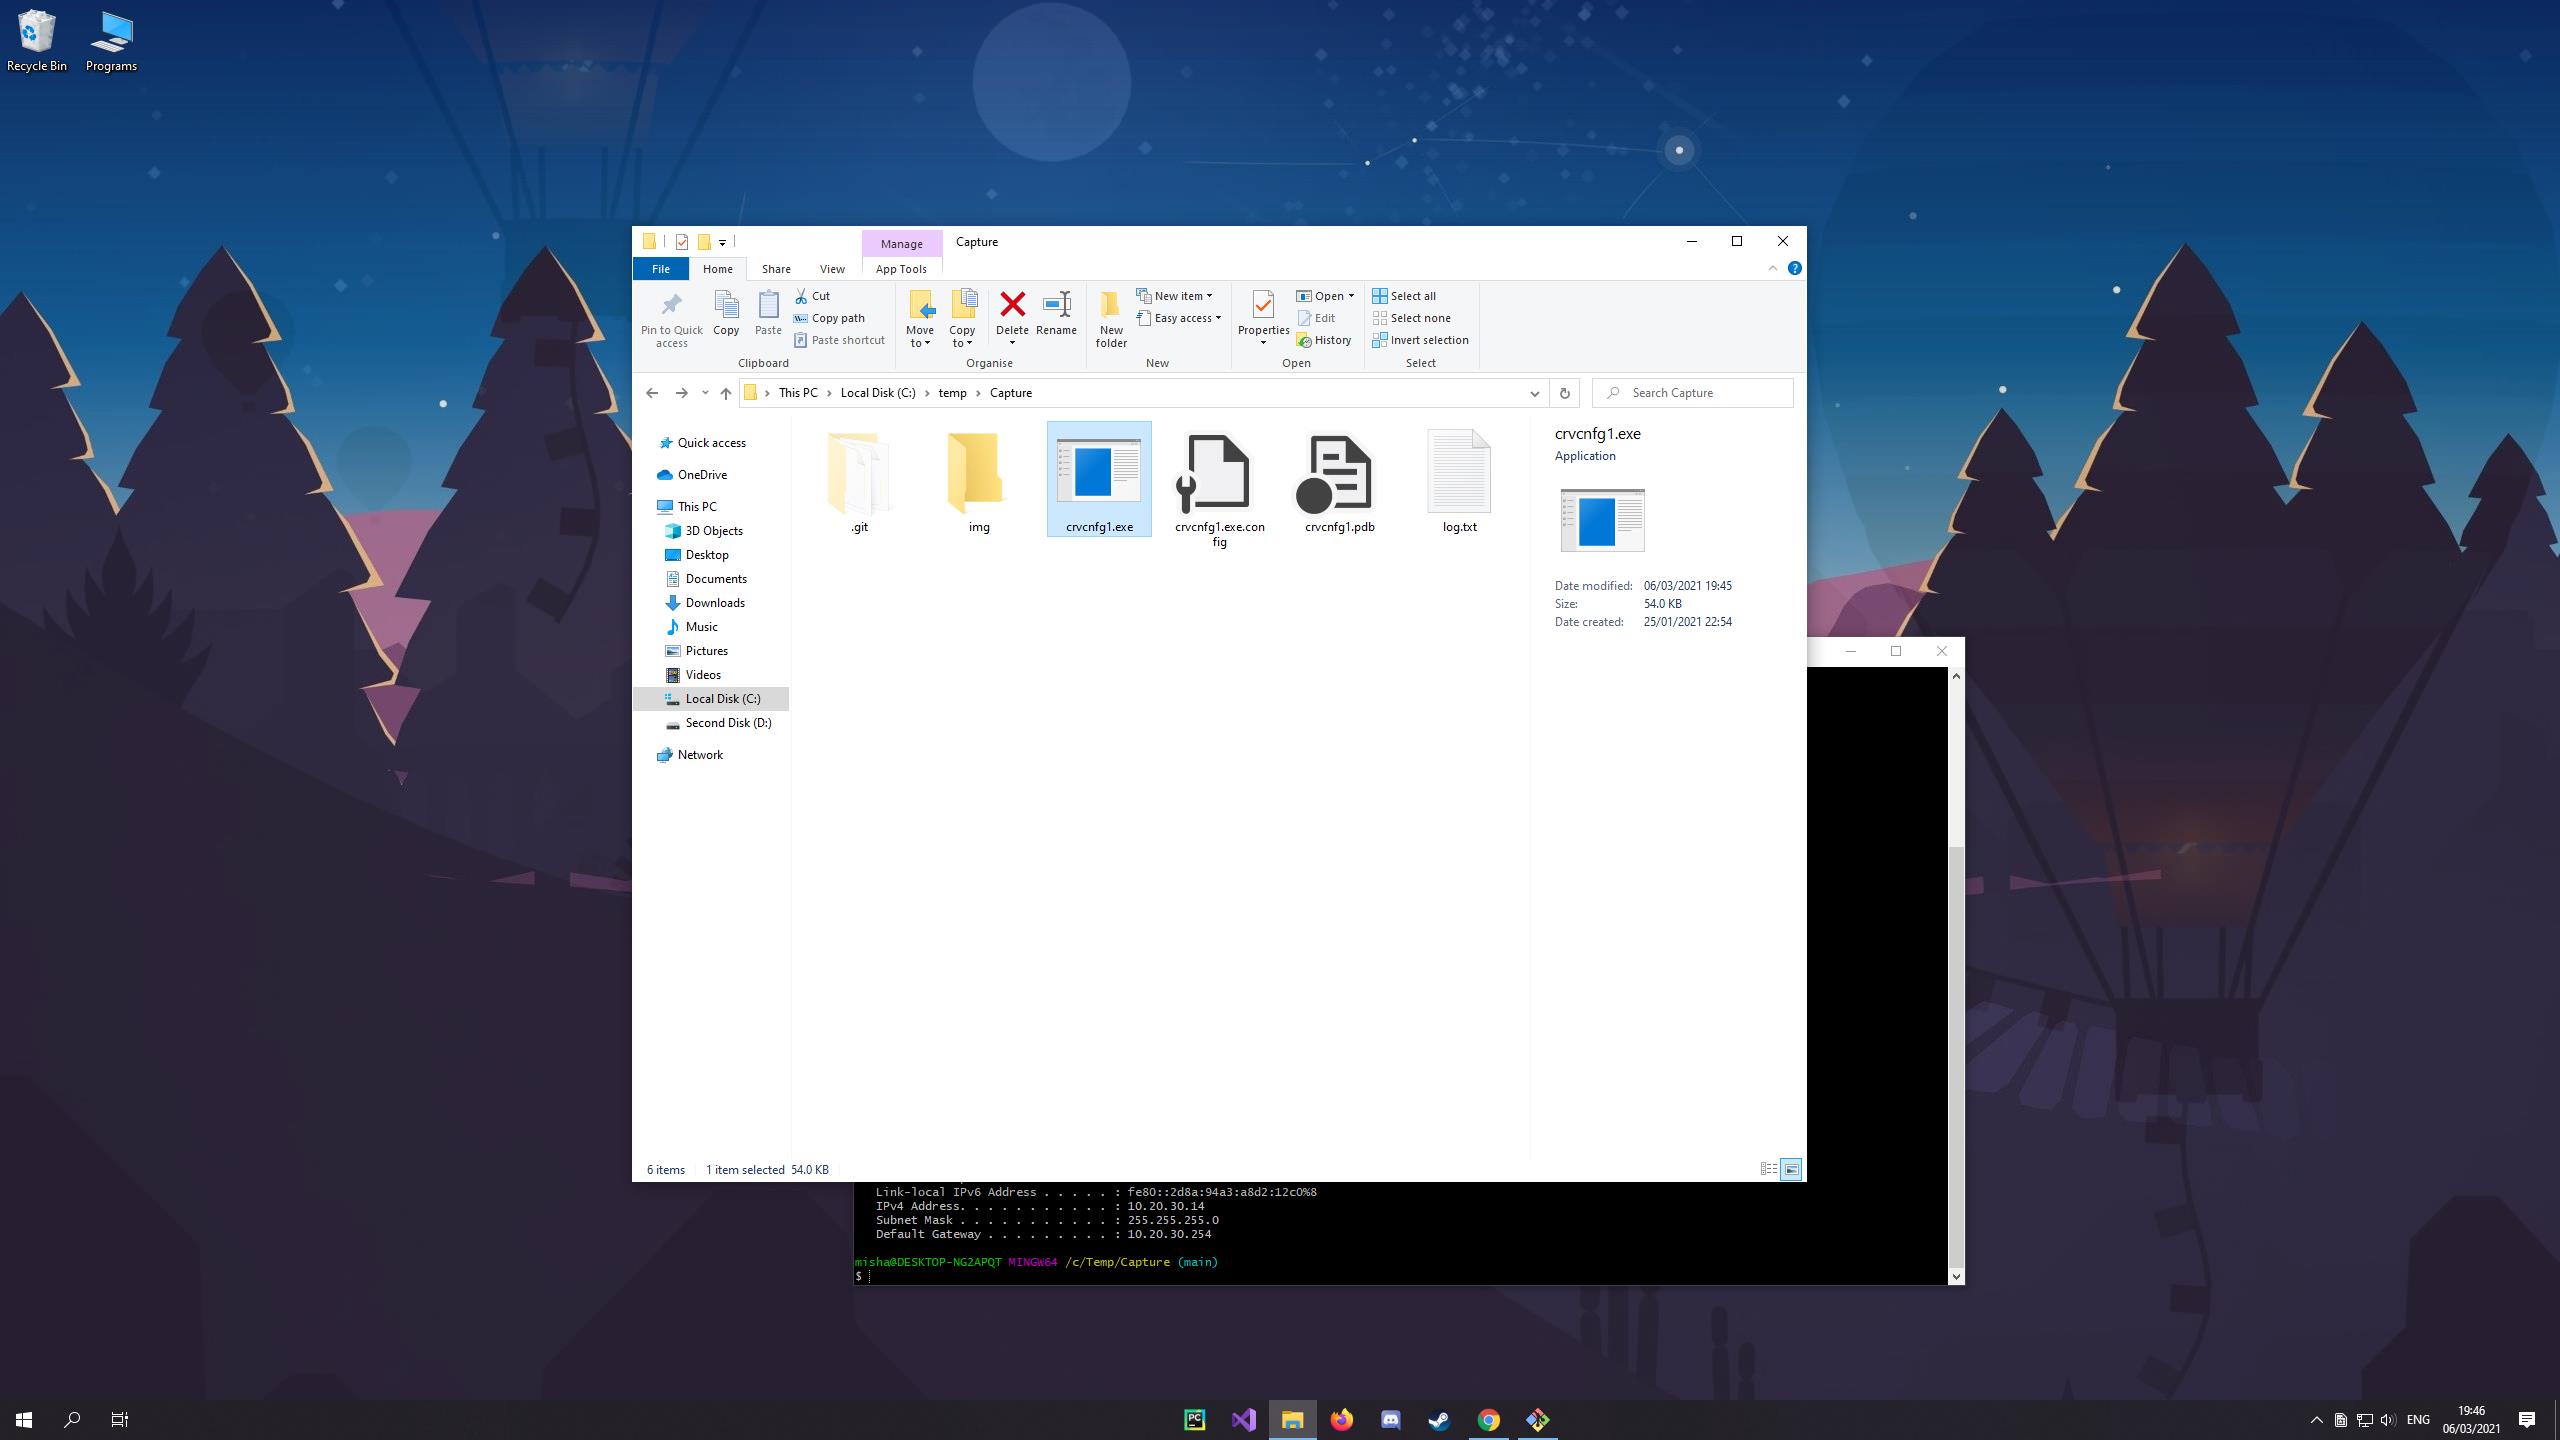 Recycle Bin
Programs
Manage
Capture
File
Home
Share
View
App Tools
Pin to Quick access
Copy
Paste
Cut
Copy path
Paste shortcut
Clipboard
Move to
Copy to
Delete
Rename
Organise
New folder
New item
Easy access
New
Properties
Open
Edit
History
Open
Select all
Select none
Invert selection
Select
This PC
Local Disk (C:)
temp
Capture
Search Capture
Quick access
OneDrive
This PC
3D Objects
Desktop
Documents
Downloads
Music
Pictures
Videos
Local Disk (C:)
Second Disk (D:)
Network
.git
img
crvcnfg1.exe
crvcnfg1.exe.con
fig
crvcnfg1.pdb
log.txt
crvcnfg1.exe
Application
Date modified: 06/03/2021 19:45
Size: 54.0 KB
Date created: 25/01/2021 22:54
6 items
1 item selected 54.0 KB
Link-local IPv6 Address . . . . . : fe80::2d8a:94a3:a8d2:12c0%8
IPv4 Address. . . . . . . . . . . : 10.20.30.14
Subnet Mask . . . . . . . . . . . : 255.255.255.0
Default Gateway . . . . . . . . . : 10.20.30.254
misha@DESKTOP-NG2APQT MINGW64 /c/Temp/Capture (main)
$
PC
ENG
19:46
06/03/2021